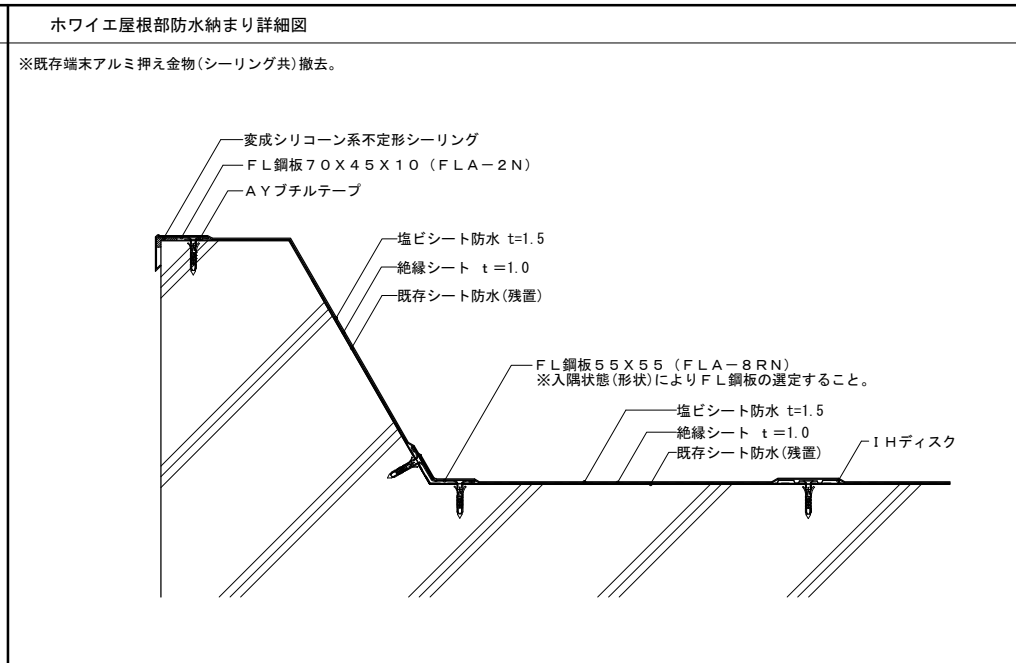 ホワイエ屋根部防水納まり詳細図
※既存端末アルミ押え金物(シーリング共)撤去。
変成シリコーン系不定形シーリング
ＦＬ鋼板７０Ｘ４５Ｘ１０（ＦＬＡ－２Ｎ）
ＡＹブチルテープ
塩ビシート防水 t=1.5
絶縁シート ｔ＝1.0
既存シート防水(残置)
ＦＬ鋼板５５Ｘ５５（ＦＬＡ－８ＲＮ）
※入隅状態(形状)によりＦＬ鋼板の選定すること。
塩ビシート防水 t=1.5
絶縁シート ｔ＝1.0
既存シート防水(残置)
ＩＨディスク